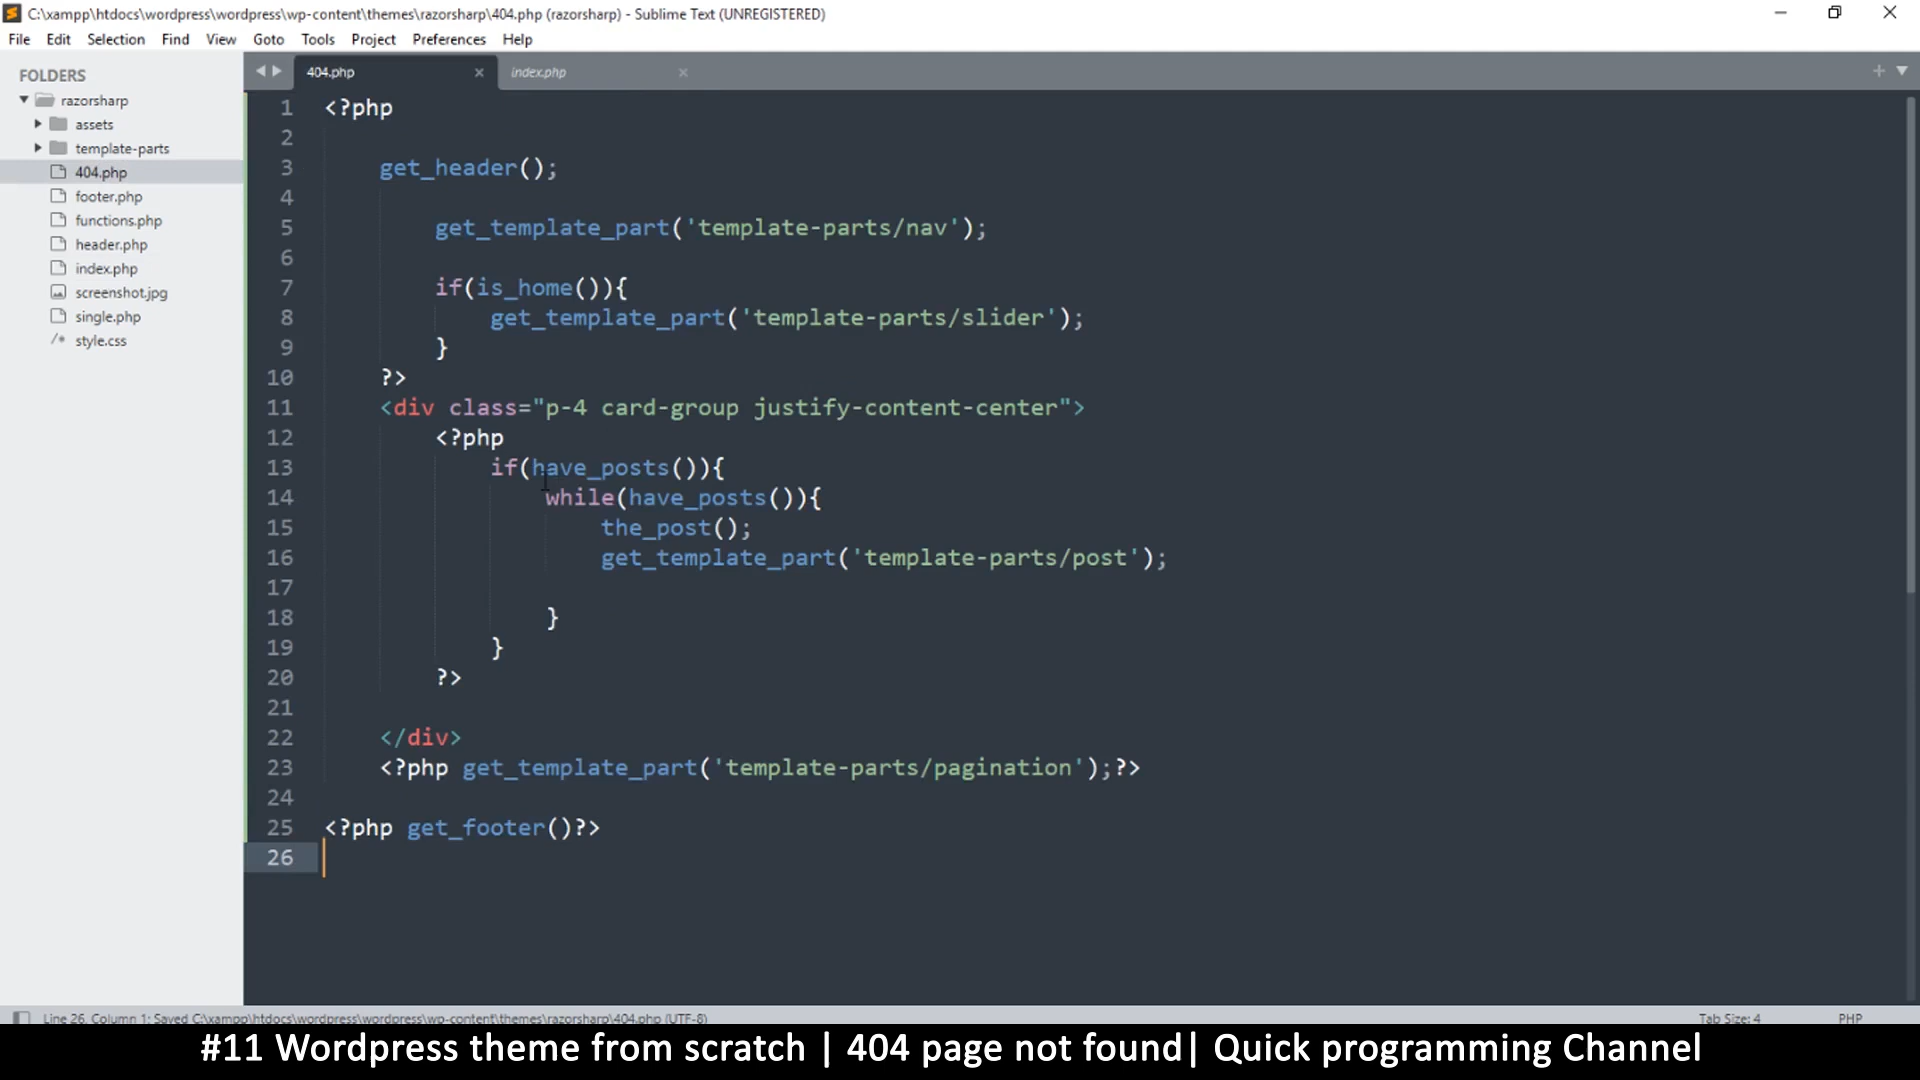 C:\xampp\htdocs\wordpress\wordpress\wp-content\themes\razorsharp\404.php (razorsharp) - Sublime Text (UNREGISTERED)
File Edit Selection Find View Goto Tools Project Preferences Help
FOLDERS
razorsharp
assets
template-parts
404.php
footer.php
functions.php
header.php
index.php
screenshot.jpg
single.php
style.css
404.php index.php
1 <?php
2
3 get_header();
4
5 get_template_part('template-parts/nav');
6
7 if(is_home()){
8 get_template_part('template-parts/slider');
9 }
10 ?>
11 <div class="p-4 card-group justify-content-center">
12 <?php
13 if(have_posts()){
14 while(have_posts()){
15 the_post();
16 get_template_part('template-parts/post');
17
18 }
19 }
20 ?>
21
22 </div>
23 <?php get_template_part('template-parts/pagination');?>
24
25 <?php get_footer()?>
26
Line 26, Column 1; Saved C:\xampp\htdocs\wordpress\wordpress\wp-content\themes\razorsharp\404.php (UTF-8) Tab Size: 4 PHP
#11 Wordpress theme from scratch | 404 page not found| Quick programming Channel